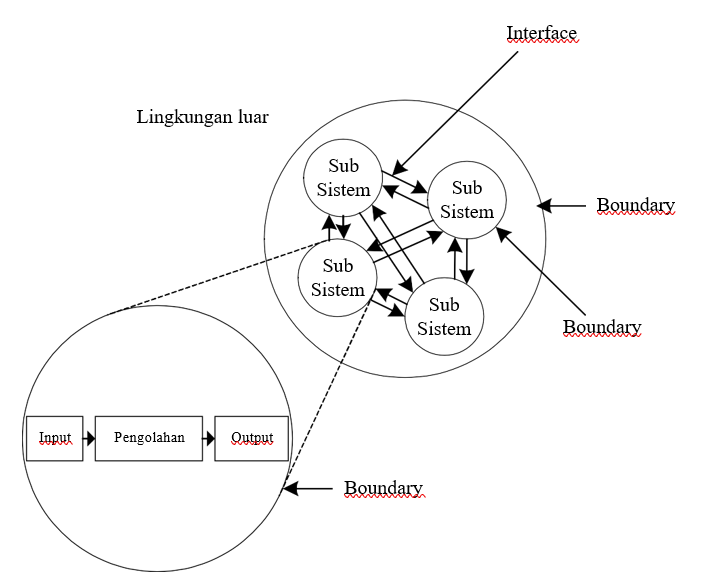 Interface
Lingkungan luar
Sub
Sistem
Sub
Sistem
Boundary
Sub
Sistem
Sub
Sistem
Boundary
Input
Pengolahan
Output
Boundary